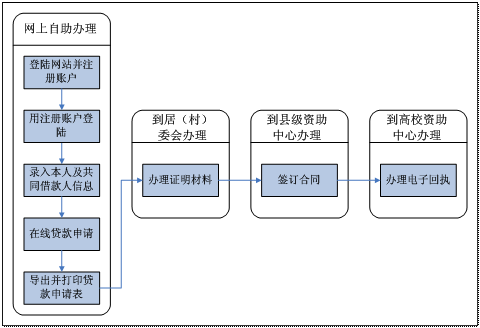 网上自助办理
登陆网站并注
册账户
用注册账户登
陆
录入本人及共
同借款人信息
在线贷款申请
导出并打印贷
款申请表
到居（村）
委会办理
办理证明材料
到县级资助
中心办理
签订合同
到高校资助
中心办理
办理电子回执